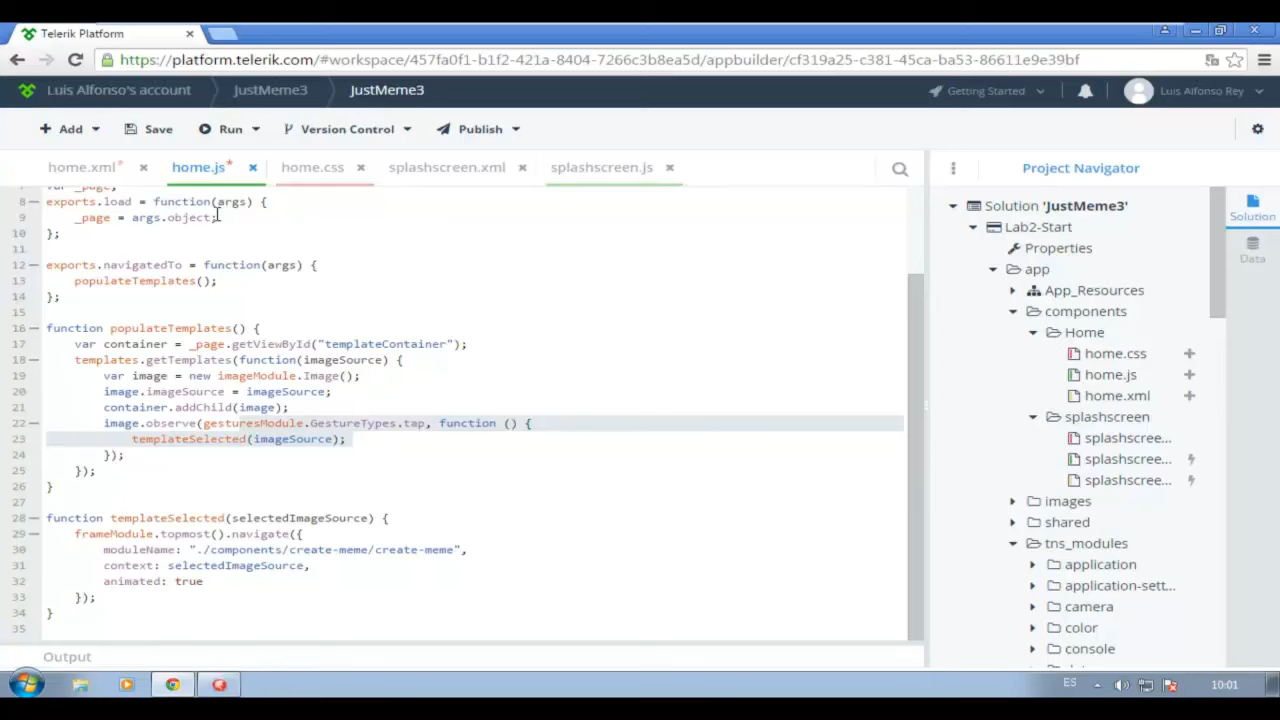 Telerik Platform
https://platform.telerik.com/#workspace/457fa0f1-b1f2-421a-8404-7266c3b8ea5d/appbuilder/cf319a25-c381-45ca-ba53-86611e9e39bf
Luis Alfonso's account JustMeme3 JustMeme3 Getting Started Luis Alfonso Rey
Add Save Run Version Control Publish
home.xml* home.js* home.css splashscreen.xml splashscreen.js
8 exports.load = function(args) {
9 _page = args.object;
10 };
11
12 exports.navigatedTo = function(args) {
13 populateTemplates();
14 };
15
16 function populateTemplates() {
17 var container = _page.getViewById("templateContainer");
18 templates.getTemplates(function(imageSource) {
19 var image = new imageModule.Image();
20 image.imageSource = imageSource;
21 container.addChild(image);
22 image.observe(gesturesModule.GestureTypes.tap, function () {
23 templateSelected(imageSource);
24 });
25 });
26 }
27
28 function templateSelected(selectedImageSource) {
29 frameModule.topmost().navigate({
30 moduleName: "./components/create-meme/create-meme",
31 context: selectedImageSource,
32 animated: true
33 });
34 }
35
Output
Project Navigator
Solution 'JustMeme3'
Lab2-Start
Properties
app
App_Resources
components
Home
home.css
home.js
home.xml
splashscreen
splashscree...
splashscree...
splashscree...
images
shared
tns_modules
application
application-sett...
camera
color
console
Solution
Data
ES 10:01